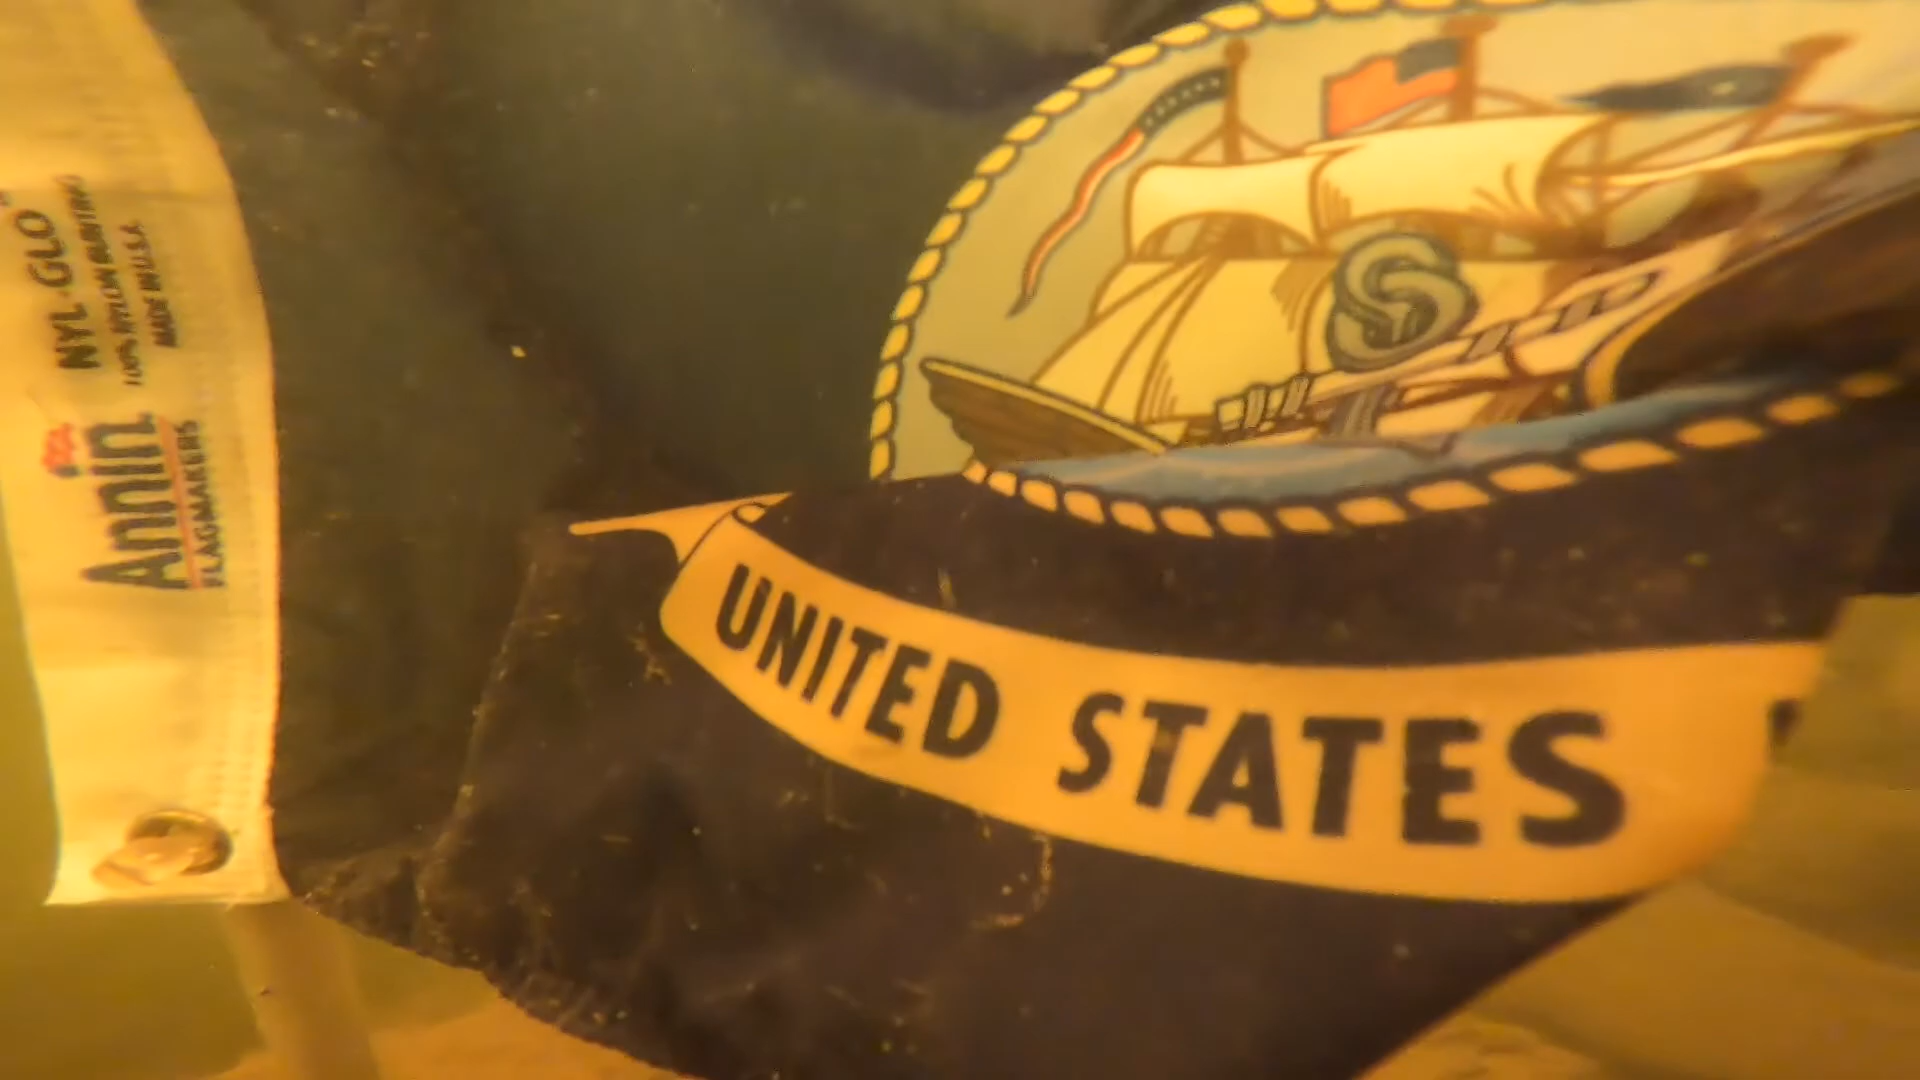 NYL-GLO
100% NYLON BUNTING
MADE IN U.S.A.
Annin
FLAGMAKERS
UNITED STATES